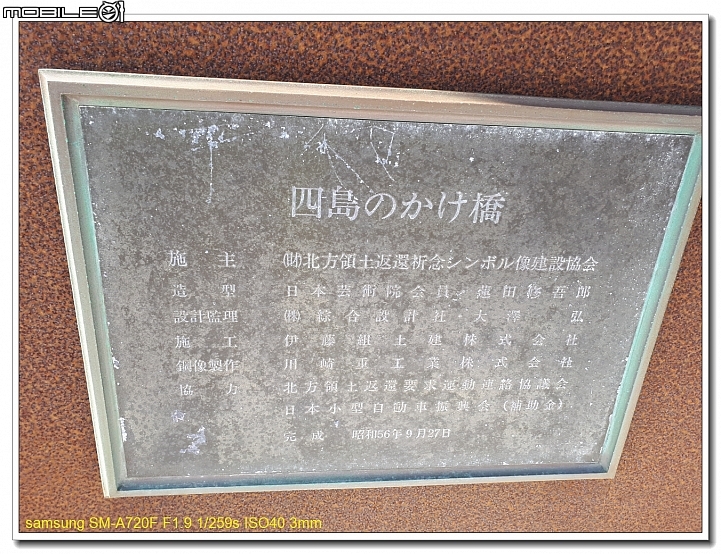 MOBILE01
四島のかけ橋
施主 ㈶北方領土返還祈念シンボル像建設協会
造型 日本芸術院会員・蓮田修吾郎
設計監理 ㈱綜合設計社・大澤 弘
施工 伊藤組土建株式会社
銅像製作 川崎重工業株式会社
協力 北方領土返還要求運動連絡協議会
日本小型自動車振興会（補助金）
完成 昭和56年9月27日
samsung SM-A720F F1.9 1/259s ISO40 3mm